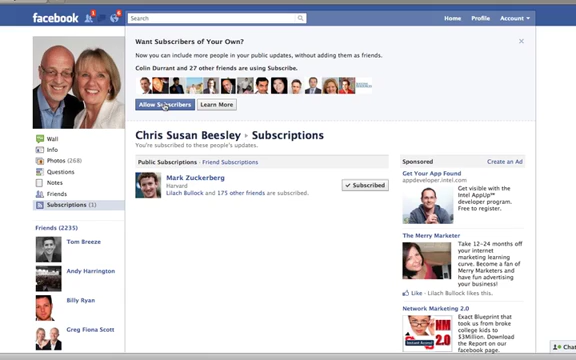 facebook
Search
Home Profile Account
Want Subscribers of Your Own?
Now you can include more people in your public updates, without adding them as friends.
Colin Durrant and 27 other friends are using Subscribe.
Allow Subscribers
Learn More
Chris Susan Beesley ▸ Subscriptions
You're subscribed to these people's updates.
Public Subscriptions · Friend Subscriptions
Mark Zuckerberg
Harvard
Lilach Bullock and 175 other friends are subscribed.
Subscribed
Wall
Info
Photos (268)
Questions
Notes
Friends
Subscriptions (1)
Friends (2235)
Tom Breeze
Andy Harrington
Billy Ryan
Greg Fiona Scott
Sponsored
Create an Ad
Get Your App Found
appdeveloper.intel.com
Get visible with the
Intel AppUp™
developer program.
Free to register.
The Merry Marketer
Take 12–24 months off
your internet
marketing learning
curve. Become a fan of
Merry Marketers and
have fun advertising
your business!
Like · Lilach Bullock likes this.
Network Marketing 2.0
Exact Blueprint that
took us from broke
college kids to
$3Million. Download
the Report on our
facebook page.
NM
2.0
Chat